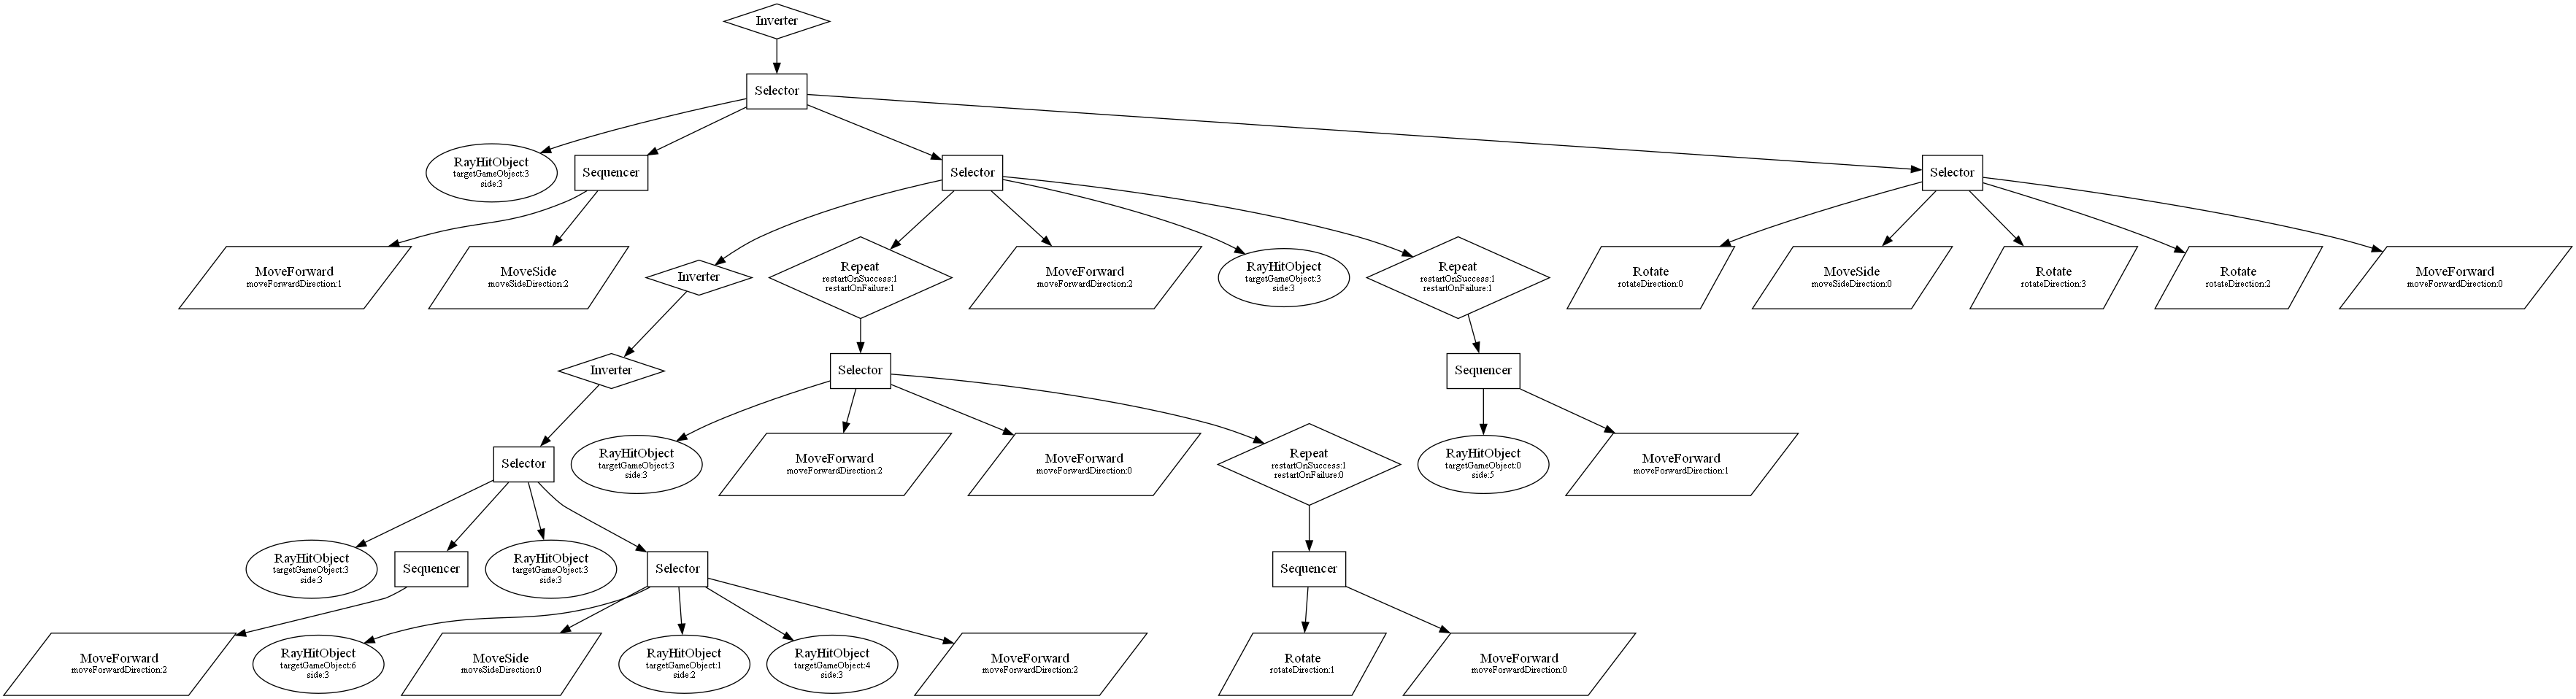 Inverter
Selector
RayHitObject
targetGameObject:3
side:3
Sequencer
Selector
Selector
MoveForward
moveForwardDirection:1
MoveSide
moveSideDirection:2
Inverter
Repeat
restartOnSuccess:1
restartOnFailure:1
MoveForward
moveForwardDirection:2
RayHitObject
targetGameObject:3
side:3
Repeat
restartOnSuccess:1
restartOnFailure:1
Rotate
rotateDirection:0
MoveSide
moveSideDirection:0
Rotate
rotateDirection:3
Rotate
rotateDirection:2
MoveForward
moveForwardDirection:0
Inverter
Selector
Sequencer
Selector
RayHitObject
targetGameObject:3
side:3
MoveForward
moveForwardDirection:2
MoveForward
moveForwardDirection:0
Repeat
restartOnSuccess:1
restartOnFailure:0
RayHitObject
targetGameObject:0
side:5
MoveForward
moveForwardDirection:1
RayHitObject
targetGameObject:3
side:3
Sequencer
RayHitObject
targetGameObject:3
side:3
Selector
Sequencer
MoveForward
moveForwardDirection:2
RayHitObject
targetGameObject:6
side:3
MoveSide
moveSideDirection:0
RayHitObject
targetGameObject:1
side:2
RayHitObject
targetGameObject:4
side:3
MoveForward
moveForwardDirection:2
Rotate
rotateDirection:1
MoveForward
moveForwardDirection:0